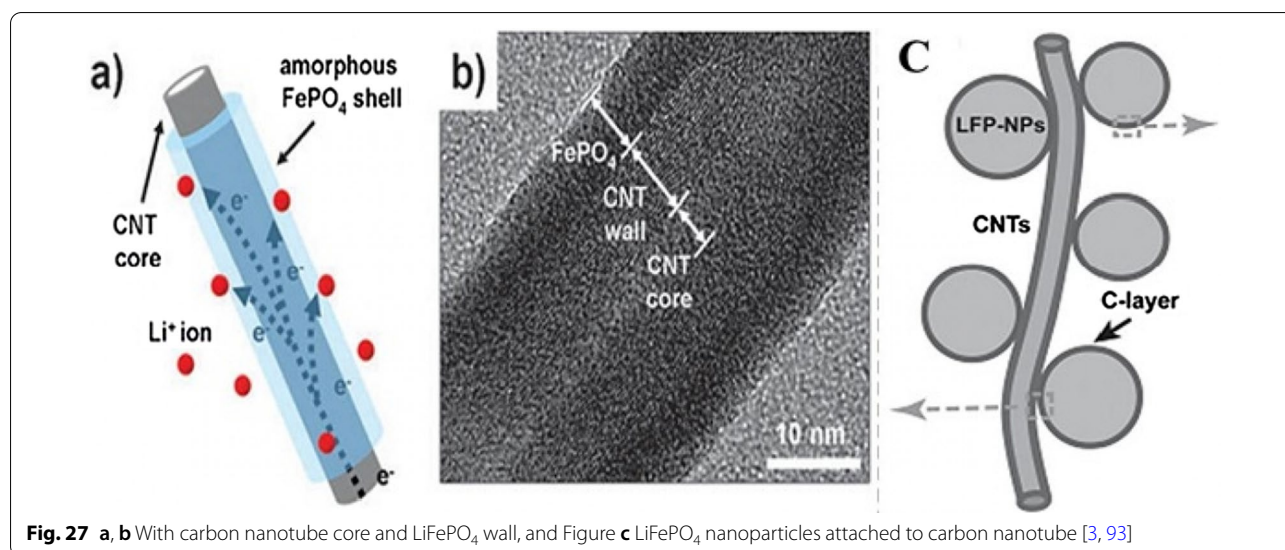 a)
amorphous
FePO₄ shell
CNT
core
e⁻
e⁻
e⁻
e⁻
e⁻
Li⁺ ion
b)
FePO₄
CNT
wall
CNT
core
10 nm
C
LFP-NPs
CNTs
C-layer
Fig. 27 a, b With carbon nanotube core and LiFePO₄ wall, and Figure c LiFePO₄ nanoparticles attached to carbon nanotube [3, 93]